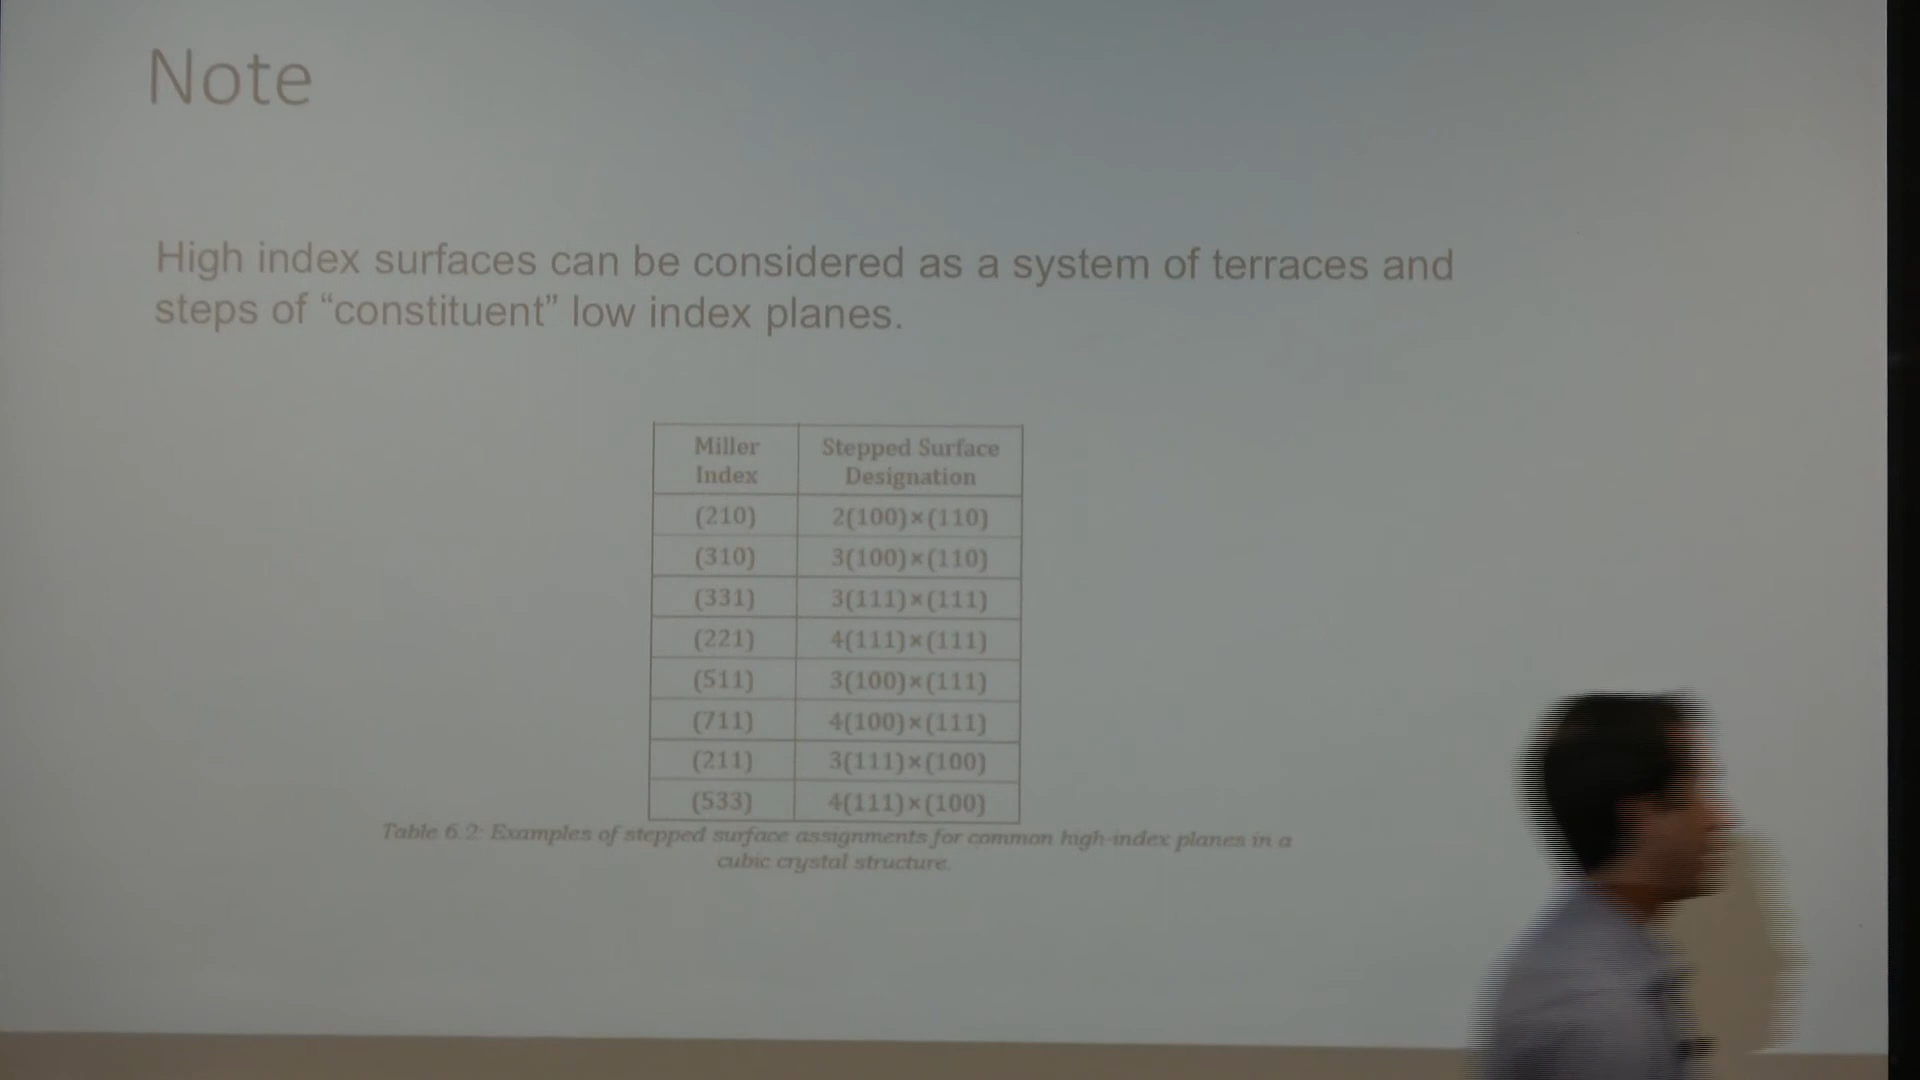 Note
High index surfaces can be considered as a system of terraces and
steps of “constituent” low index planes.
Miller Index Stepped Surface Designation
(210) 2(100)×(110)
(310) 3(100)×(110)
(331) 3(111)×(111)
(221) 4(111)×(111)
(511) 3(100)×(111)
(711) 4(100)×(111)
(211) 3(111)×(100)
(533) 4(111)×(100)
Table 6.2: Examples of stepped surface assignments for common high-index planes in a
cubic crystal structure.